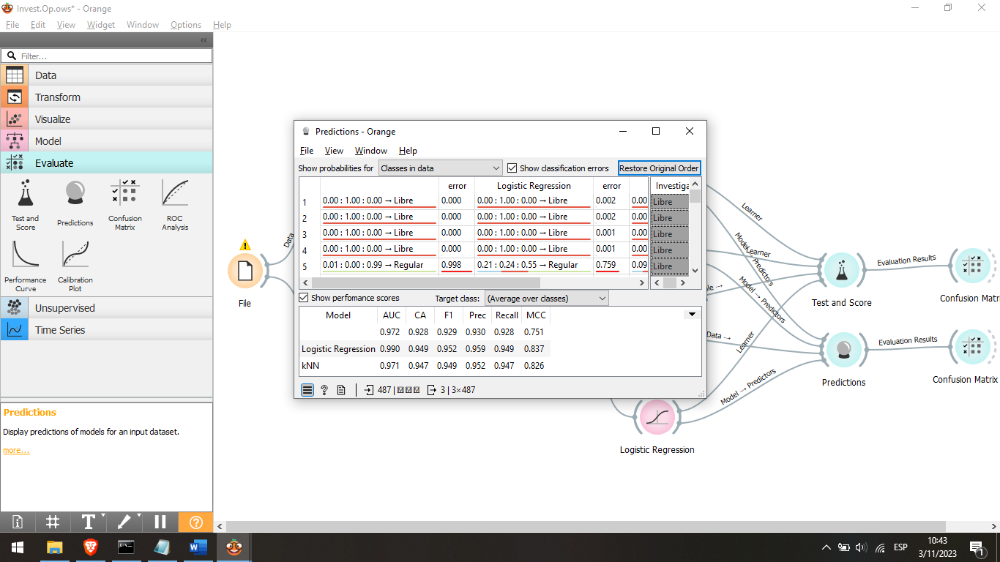 Invest.Op.ows* - Orange
File Edit View Widget Window Options Help
Filter...
Data
Transform
Visualize
Model
Evaluate
Test and Score
Predictions
Confusion Matrix
ROC Analysis
Performance Curve
Calibration Plot
Unsupervised
Time Series
Predictions
Display predictions of models for an input dataset.
more...
File
Data
Predictions - Orange
File View Window Help
Show probabilities for Classes in data Show classification errors Restore Original Order
error Logistic Regression error Investiga
1 0.00 : 1.00 : 0.00 → Libre 0.000 0.00 : 1.00 : 0.00 → Libre 0.002 0.00 Libre
2 0.00 : 1.00 : 0.00 → Libre 0.000 0.00 : 1.00 : 0.00 → Libre 0.002 0.00 Libre
3 0.00 : 1.00 : 0.00 → Libre 0.000 0.00 : 1.00 : 0.00 → Libre 0.001 0.00 Libre
4 0.00 : 1.00 : 0.00 → Libre 0.000 0.00 : 1.00 : 0.00 → Libre 0.001 0.00 Libre
5 0.01 : 0.00 : 0.99 → Regular 0.998 0.21 : 0.24 : 0.55 → Regular 0.759 0.09 Libre
Show perfomance scores Target class: (Average over classes)
Model AUC CA F1 Prec Recall MCC
0.972 0.928 0.929 0.930 0.928 0.751
Logistic Regression 0.990 0.949 0.952 0.959 0.949 0.837
kNN 0.971 0.947 0.949 0.952 0.947 0.826
487 | 3 | 3×487
Learner
Learner
Model → Predictors
Model → Predictors
Data →
Learner
Model → Predictors
Evaluation Results
Test and Score
Confusion Matri
Evaluation Results
Predictions
Confusion Matrix
Logistic Regression
ESP
10:43
3/11/2023
1